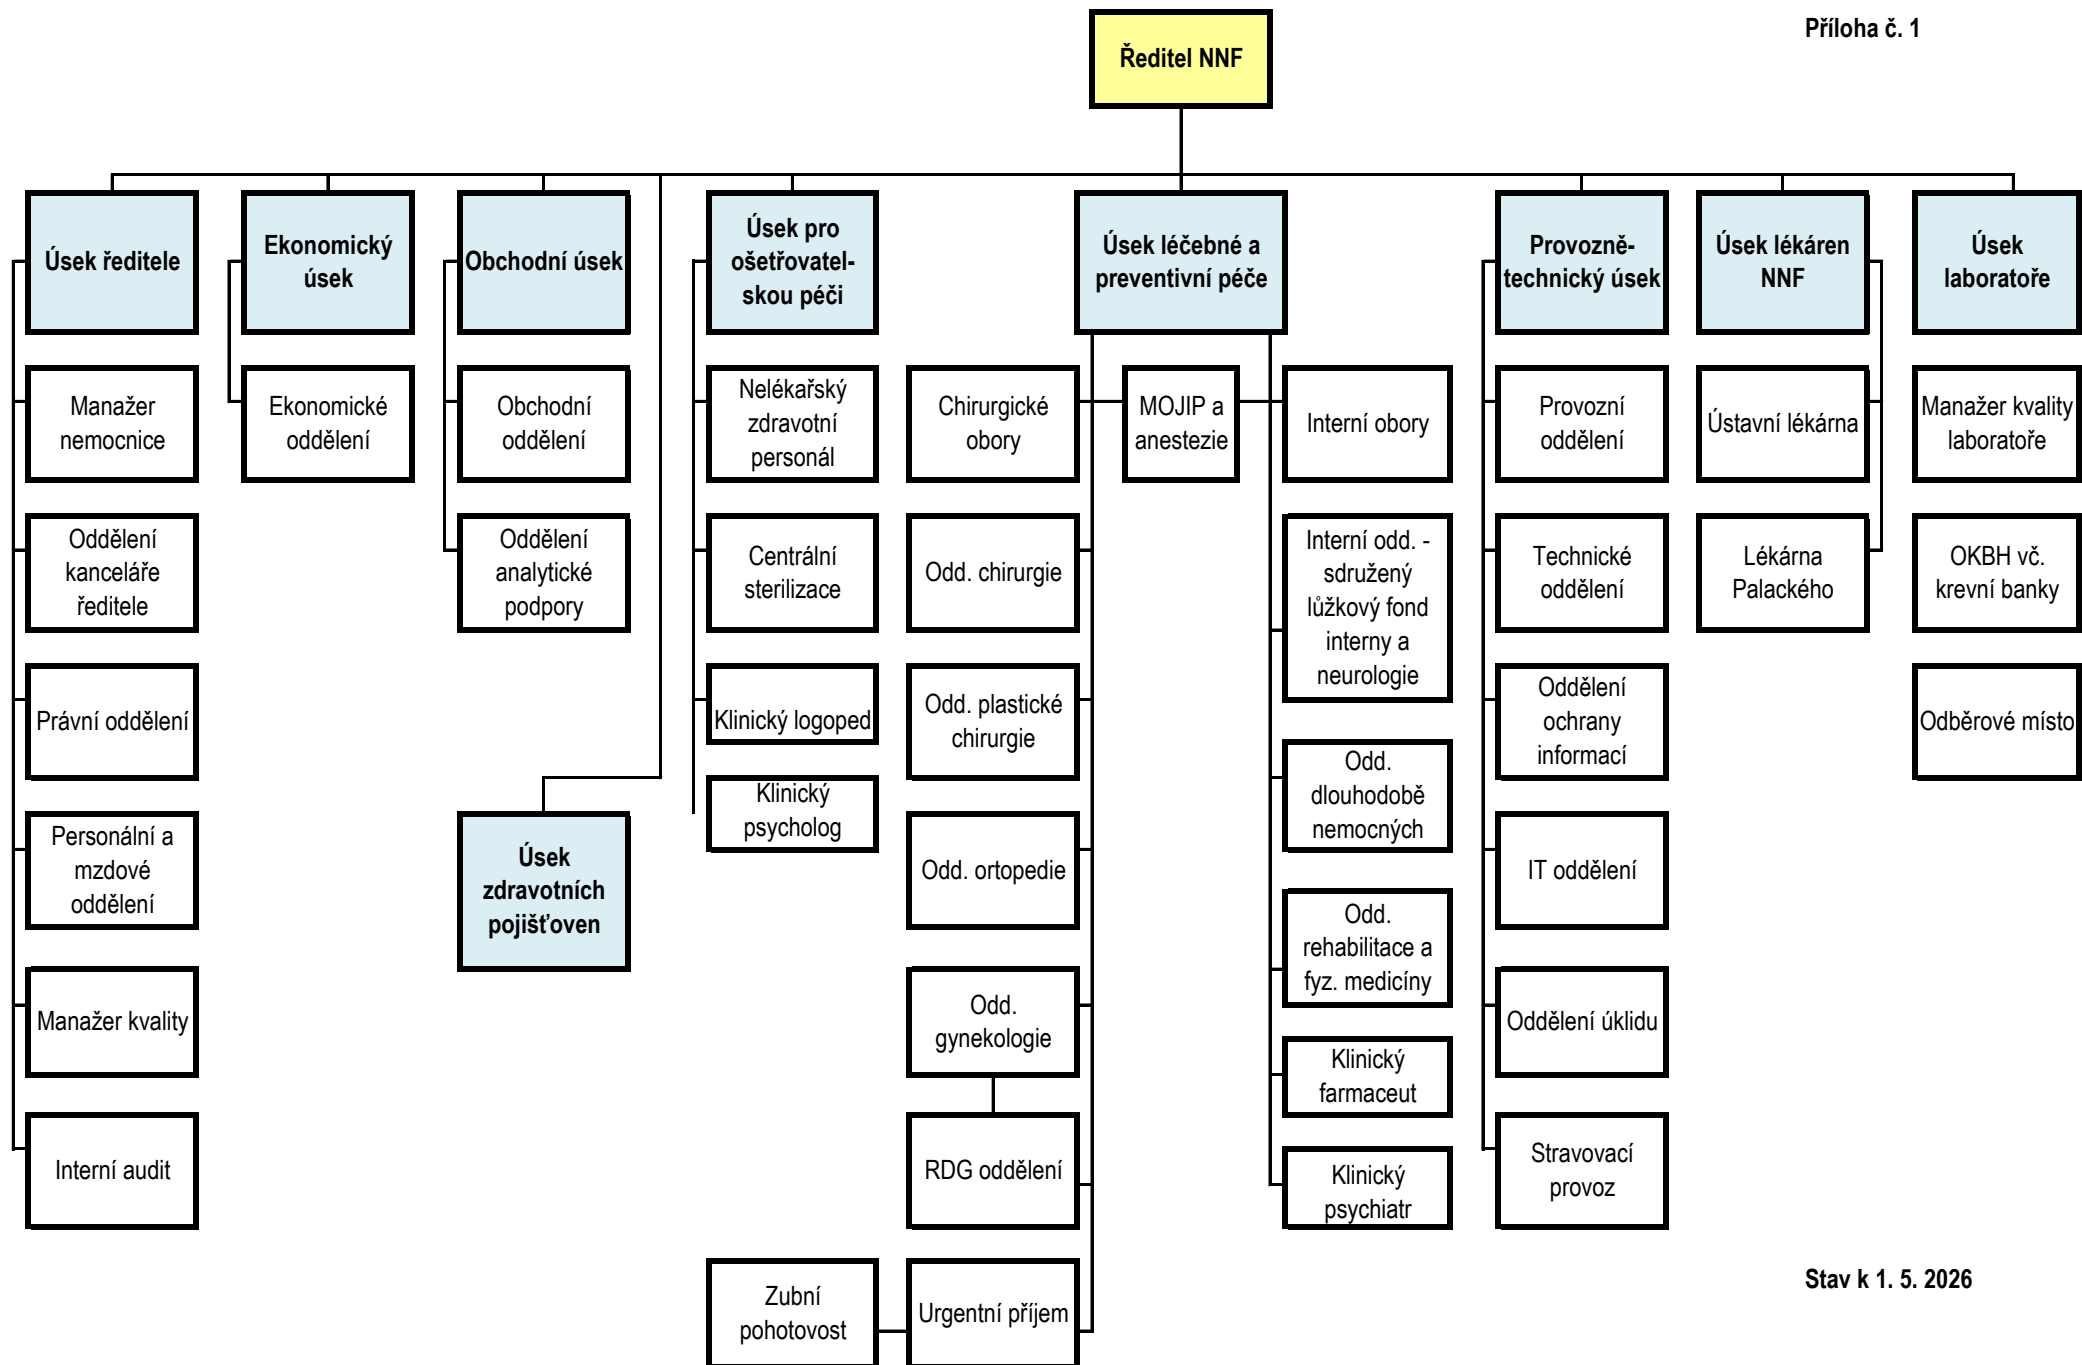 Příloha č. 1
Ředitel NNF
Úsek ředitele
Ekonomický
úsek
Obchodní úsek
Úsek pro
ošetřovatel-
skou péči
Úsek léčebné a
preventivní péče
Provozně-
technický úsek
Úsek lékáren
NNF
Úsek
laboratoře
Manažer
nemocnice
Ekonomické
oddělení
Obchodní
oddělení
Nelékařský
zdravotní
personál
Chirurgické
obory
MOJIP a
anestezie
Interní obory
Provozní
oddělení
Ústavní lékárna
Manažer kvality
laboratoře
Oddělení
kanceláře
ředitele
Oddělení
analytické
podpory
Centrální
sterilizace
Odd. chirurgie
Interní odd. -
sdružený
lůžkový fond
interny a
neurologie
Technické
oddělení
Lékárna
Palackého
OKBH vč.
krevní banky
Právní oddělení
Klinický logoped
Odd. plastické
chirurgie
Odd.
dlouhodobě
nemocných
Oddělení
ochrany
informací
Odběrové místo
Personální a
mzdové
oddělení
Úsek
zdravotních
pojišťoven
Klinický
psycholog
Odd. ortopedie
Odd.
rehabilitace a
fyz. medicíny
IT oddělení
Manažer kvality
Odd.
gynekologie
Klinický
farmaceut
Oddělení úklidu
Interní audit
RDG oddělení
Klinický
psychiatr
Stravovací
provoz
Zubní
pohotovost
Urgentní příjem
Stav k 1. 5. 2026